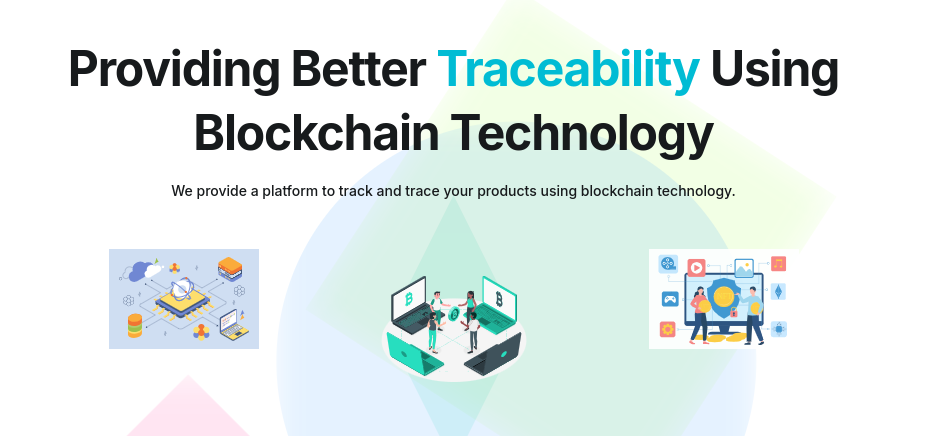 Providing Better Traceability Using
Blockchain Technology
We provide a platform to track and trace your products using blockchain technology.